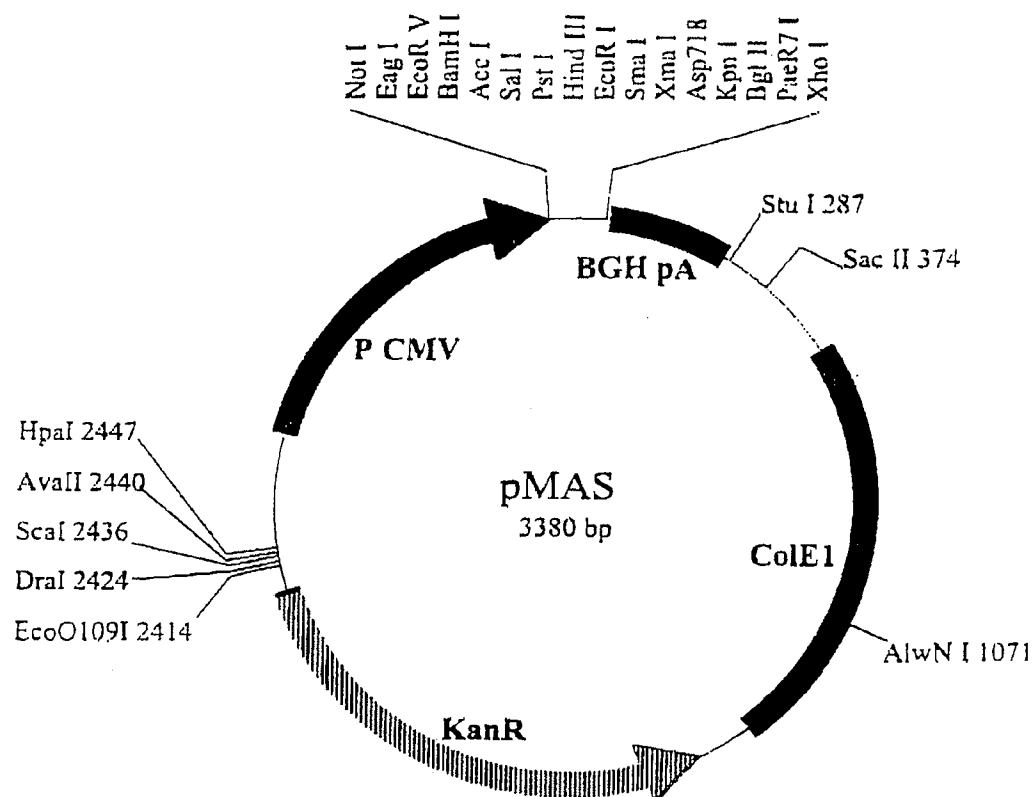 Not I
Eag I
EcoR V
BamH I
Acc I
Sal I
Pst I
Hind III
EcoR I
Sma I
Xma I
Asp718
Kpn I
Bgl II
PaeR7 I
Xho I
Stu I 287
Sac II 374
BGH pA
P CMV
HpaI 2447
AvaII 2440
ScaI 2436
DraI 2424
EcoO109I 2414
pMAS
3380 bp
ColE1
AlwN I 1071
KanR